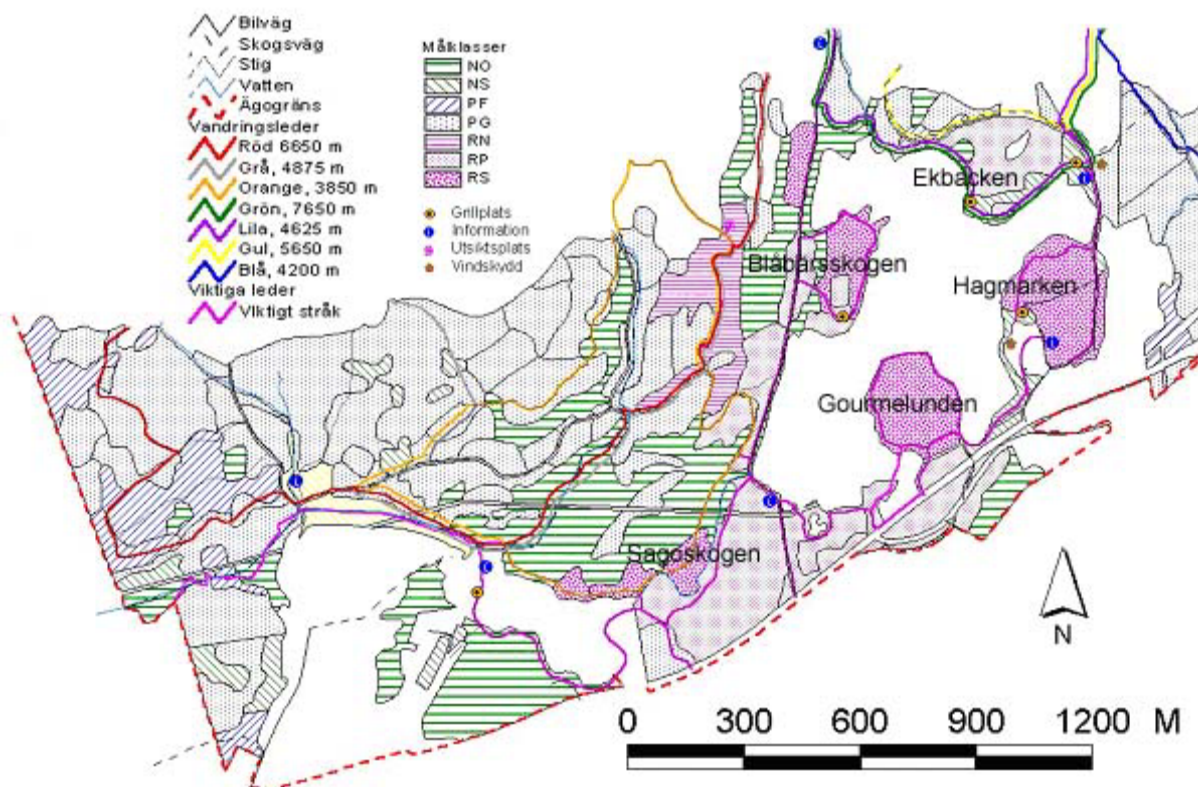 Bilväg
Skogsväg
Stig
Vatten
Ägogräns
Vandringsleder
Röd 6650 m
Grå, 4875 m
Orange, 3850 m
Grön, 7650 m
Lila, 4625 m
Gul, 5650 m
Blå, 4200 m
Viktiga leder
VIktigt stråk
Målklasser
NO
NS
PF
PG
RN
RP
RS
Grillplats
Information
Utsiktsplats
Vindskydd
Ekbacken
Blåbärsskogen
Hagmarken
Gourmelunden
Sagoskogen
N
0 300 600 900 1200 M